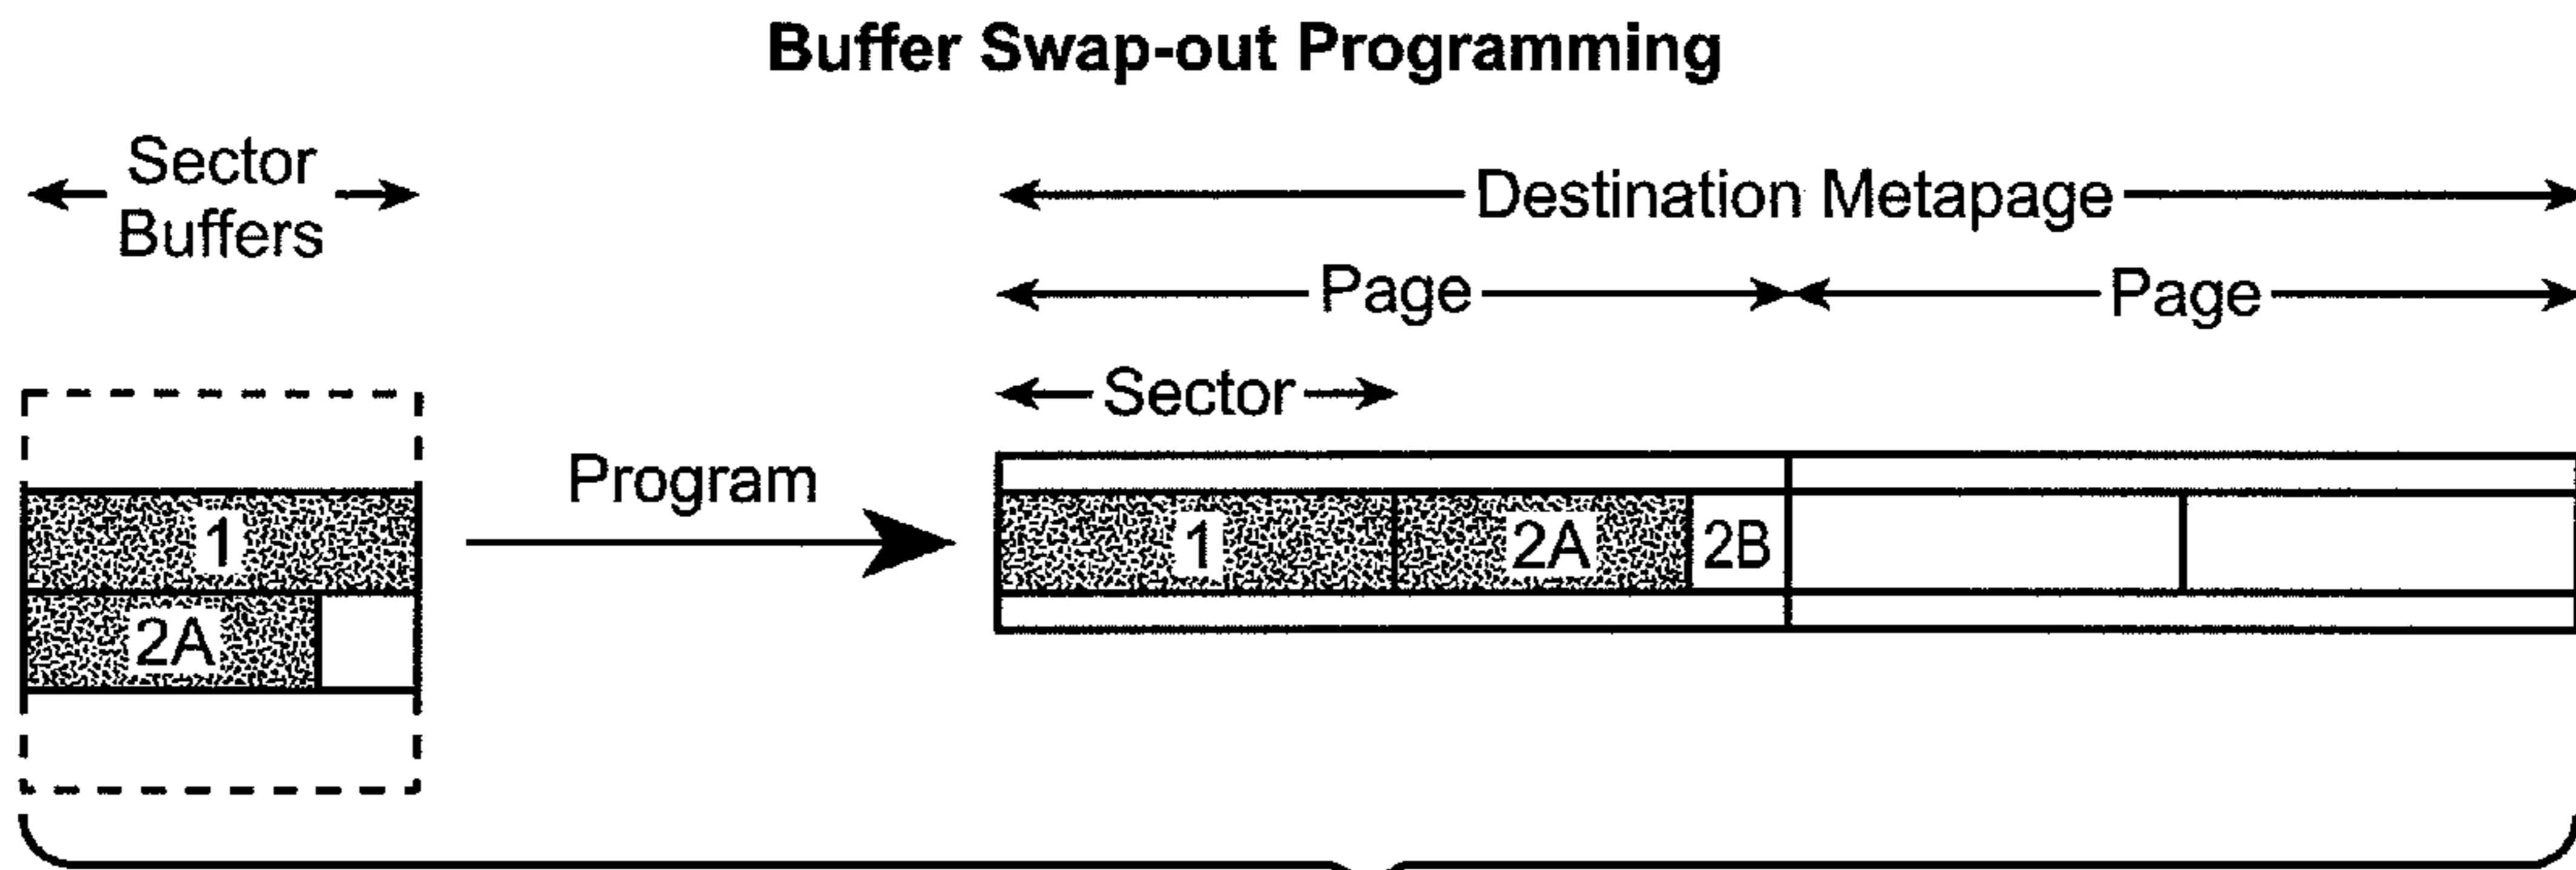 Buffer Swap-out Programming
Sector
Buffers
Destination Metapage
Page Page
Sector
Program
1
2A
1 2A 2B